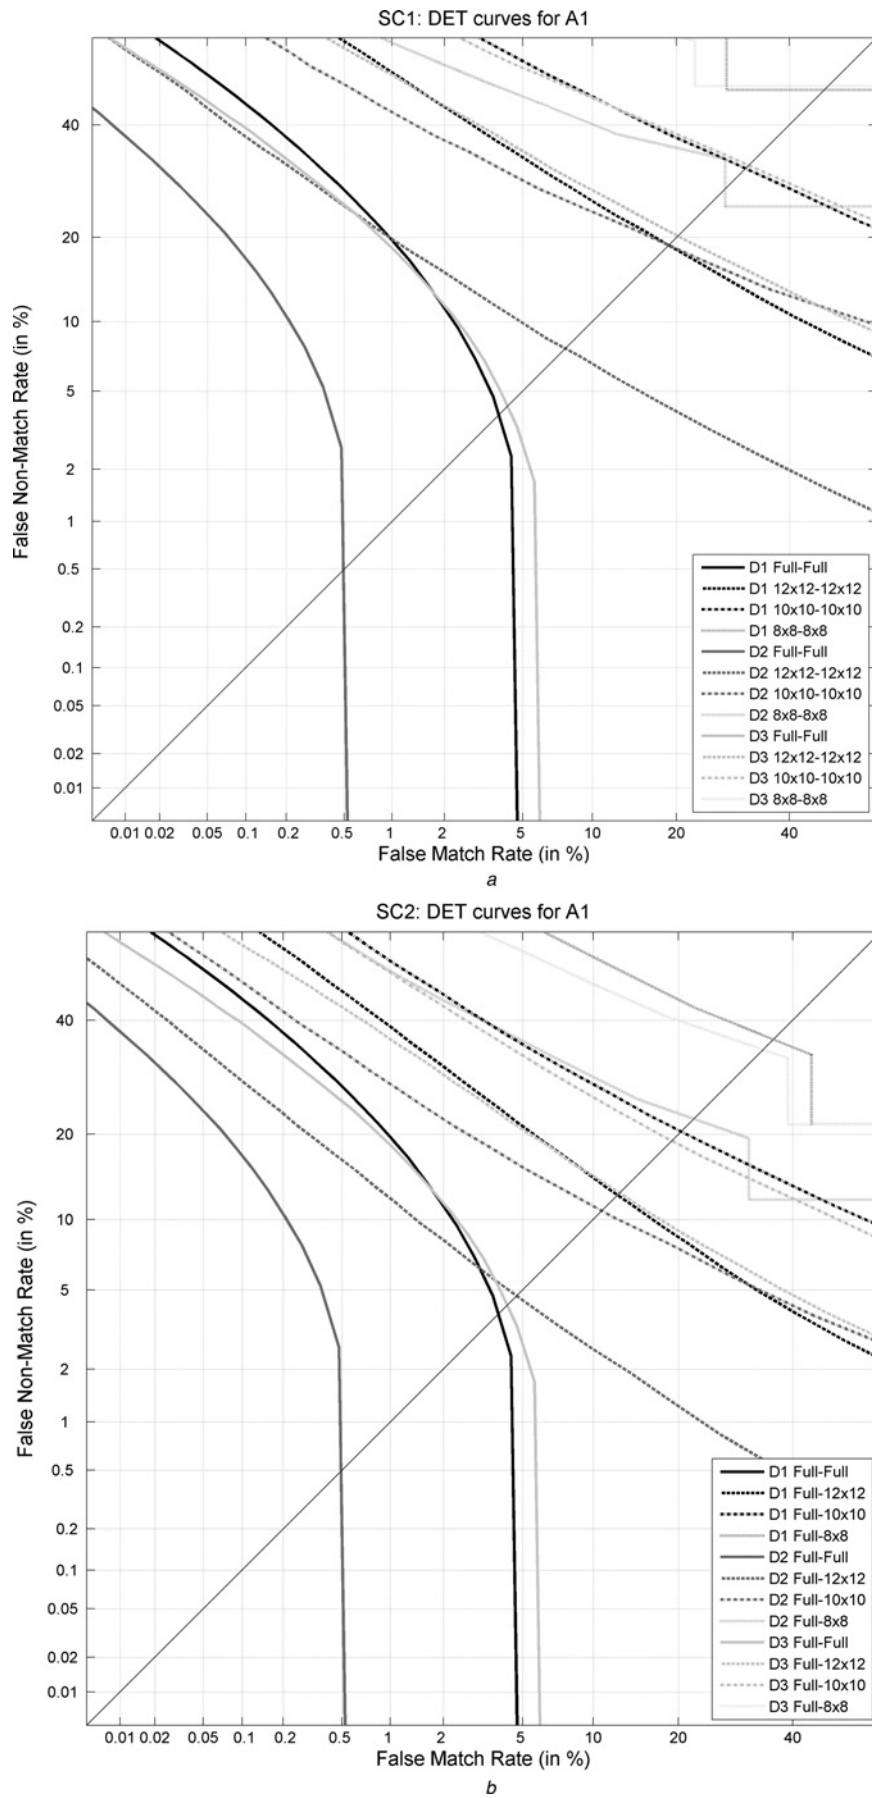 SC1: DET curves for A1
False Non-Match Rate (in %)
40
20
10
5
2
1
0.5
0.2
0.1
0.05
0.02
0.01
D1 Full-Full
D1 12x12-12x12
D1 10x10-10x10
D1 8x8-8x8
D2 Full-Full
D2 12x12-12x12
D2 10x10-10x10
D2 8x8-8x8
D3 Full-Full
D3 12x12-12x12
D3 10x10-10x10
D3 8x8-8x8
0.01 0.02 0.05 0.1 0.2 0.5 1 2 5 10 20 40
False Match Rate (in %)
a
SC2: DET curves for A1
False Non-Match Rate (in %)
40
20
10
5
2
1
0.5
0.2
0.1
0.05
0.02
0.01
D1 Full-Full
D1 Full-12x12
D1 Full-10x10
D1 Full-8x8
D2 Full-Full
D2 Full-12x12
D2 Full-10x10
D2 Full-8x8
D3 Full-Full
D3 Full-12x12
D3 Full-10x10
D3 Full-8x8
0.01 0.02 0.05 0.1 0.2 0.5 1 2 5 10 20 40
False Match Rate (in %)
b